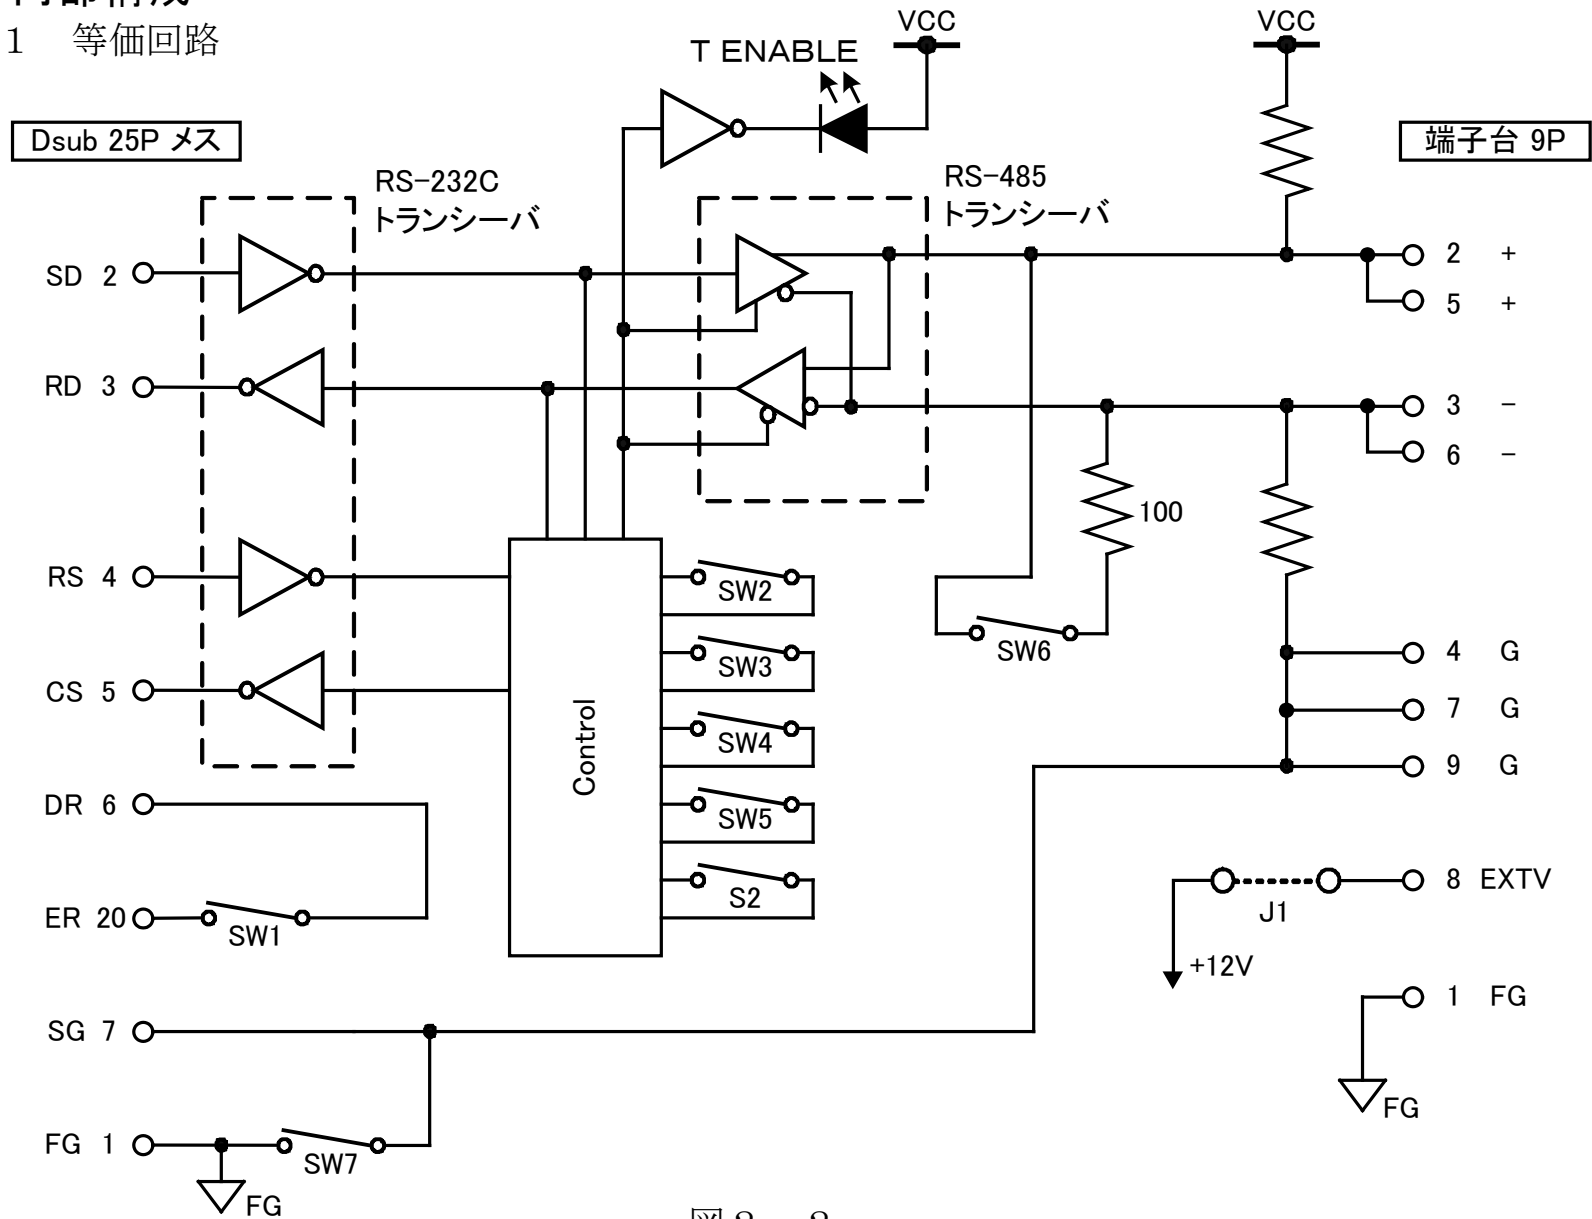 1 等価回路
VCC
VCC
T ENABLE
Dsub 25P メス
端子台 9P
RS-232C
トランシーバ
RS-485
トランシーバ
SD 2
2 +
5 +
RD 3
3 -
6 -
100
RS 4
SW2
SW6
4 G
SW3
CS 5
7 G
Control
SW4
9 G
DR 6
SW5
S2
8 EXTV
J1
ER 20
SW1
+12V
1 FG
SG 7
FG
FG 1
SW7
FG